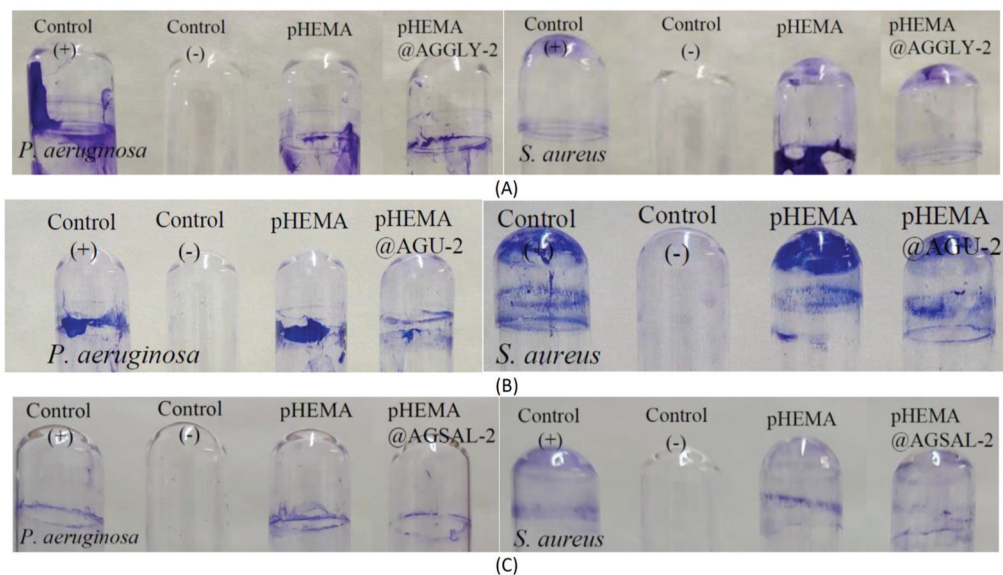 Control
(+)
Control
(-)
pHEMA
pHEMA
@AGGLY-2
P. aeruginosa
Control
(+)
Control
(-)
pHEMA
pHEMA
@AGGLY-2
S. aureus
(A)
Control
(+)
Control
(-)
pHEMA
pHEMA
@AGU-2
P. aeruginosa
Control
(+)
Control
(-)
pHEMA
pHEMA
@AGU-2
S. aureus
(B)
Control
(+)
Control
(-)
pHEMA
pHEMA
@AGSAL-2
P. aeruginosa
Control
(+)
Control
(-)
pHEMA
pHEMA
@AGSAL-2
S. aureus
(C)